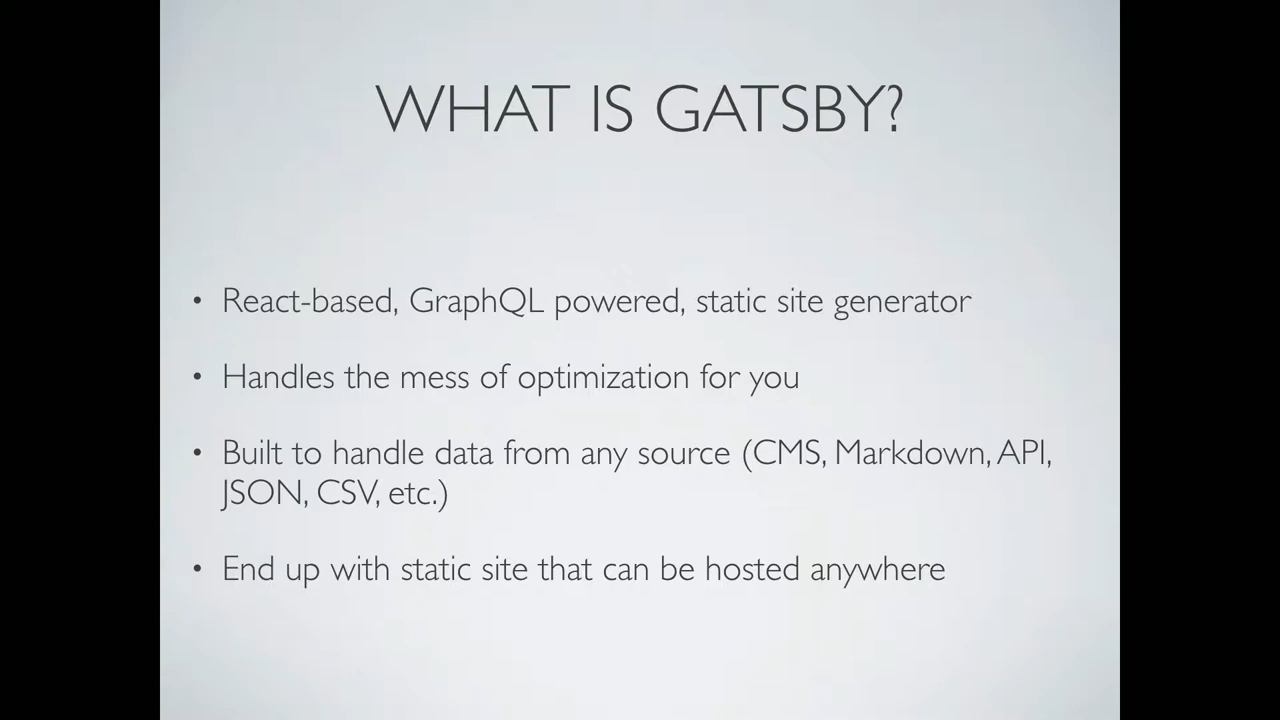 WHAT IS GATSBY?
• React-based, GraphQL powered, static site generator
• Handles the mess of optimization for you
• Built to handle data from any source (CMS, Markdown, API,
JSON, CSV, etc.)
• End up with static site that can be hosted anywhere